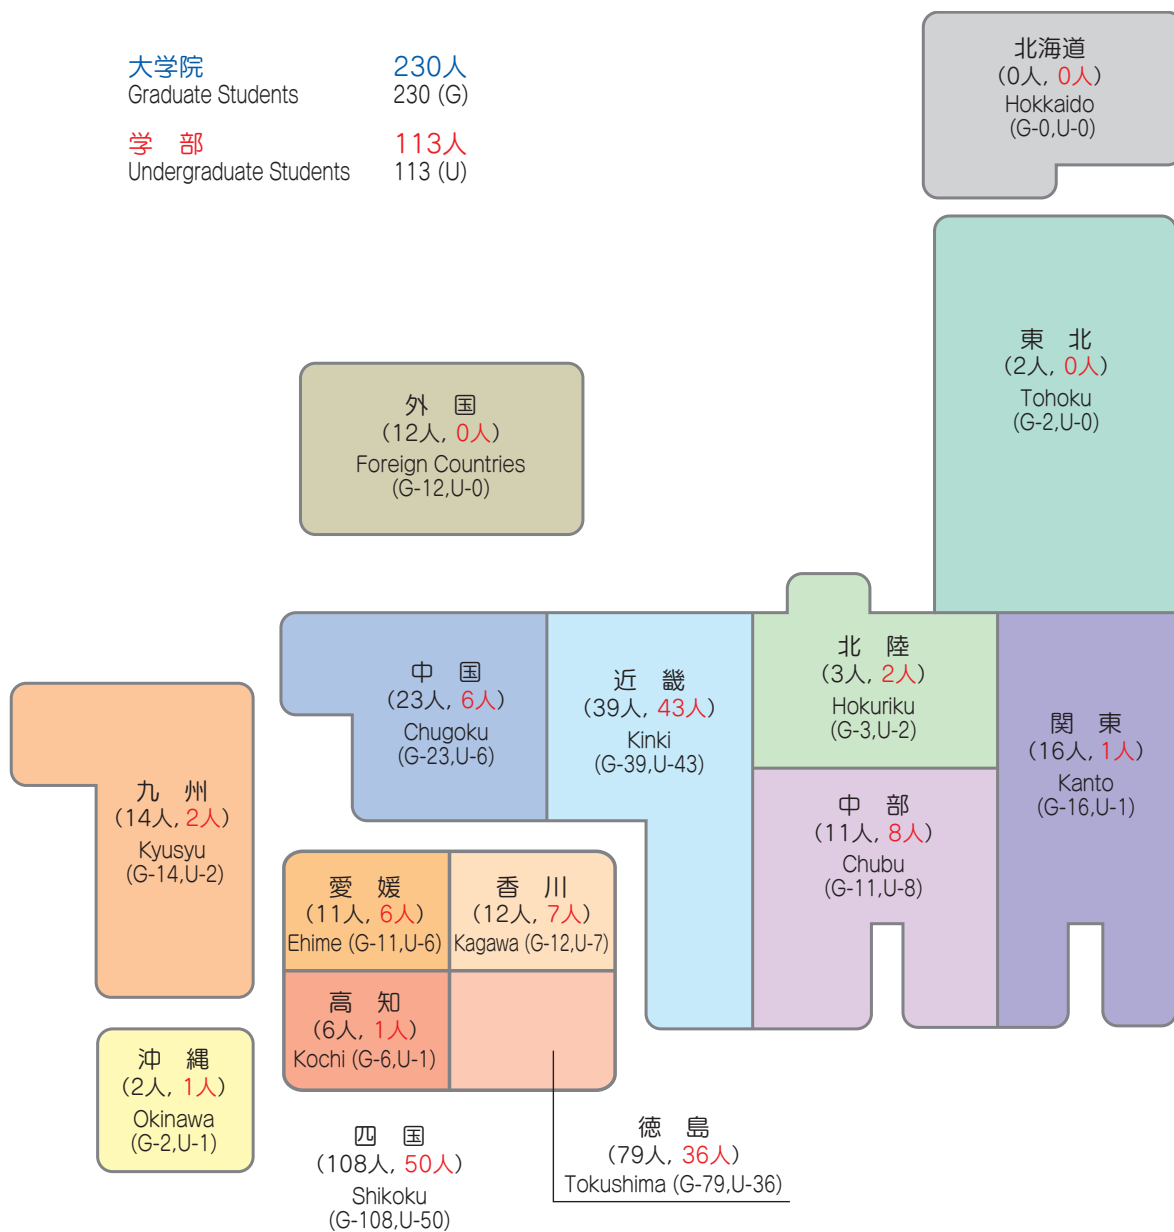 大学院 230人
Graduate Students 230 (G)
学 部 113人
Undergraduate Students 113 (U)
北海道
(0人, 0人)
Hokkaido
(G-0,U-0)
東 北
(2人, 0人)
Tohoku
(G-2,U-0)
外 国
(12人, 0人)
Foreign Countries
(G-12,U-0)
中 国
(23人, 6人)
Chugoku
(G-23,U-6)
近 畿
(39人, 43人)
Kinki
(G-39,U-43)
北 陸
(3人, 2人)
Hokuriku
(G-3,U-2)
関 東
(16人, 1人)
Kanto
(G-16,U-1)
九 州
(14人, 2人)
Kyusyu
(G-14,U-2)
中 部
(11人, 8人)
Chubu
(G-11,U-8)
愛 媛
(11人, 6人)
Ehime (G-11,U-6)
香 川
(12人, 7人)
Kagawa (G-12,U-7)
高 知
(6人, 1人)
Kochi (G-6,U-1)
沖 縄
(2人, 1人)
Okinawa
(G-2,U-1)
四 国
(108人, 50人)
Shikoku
(G-108,U-50)
徳 島
(79人, 36人)
Tokushima (G-79,U-36)